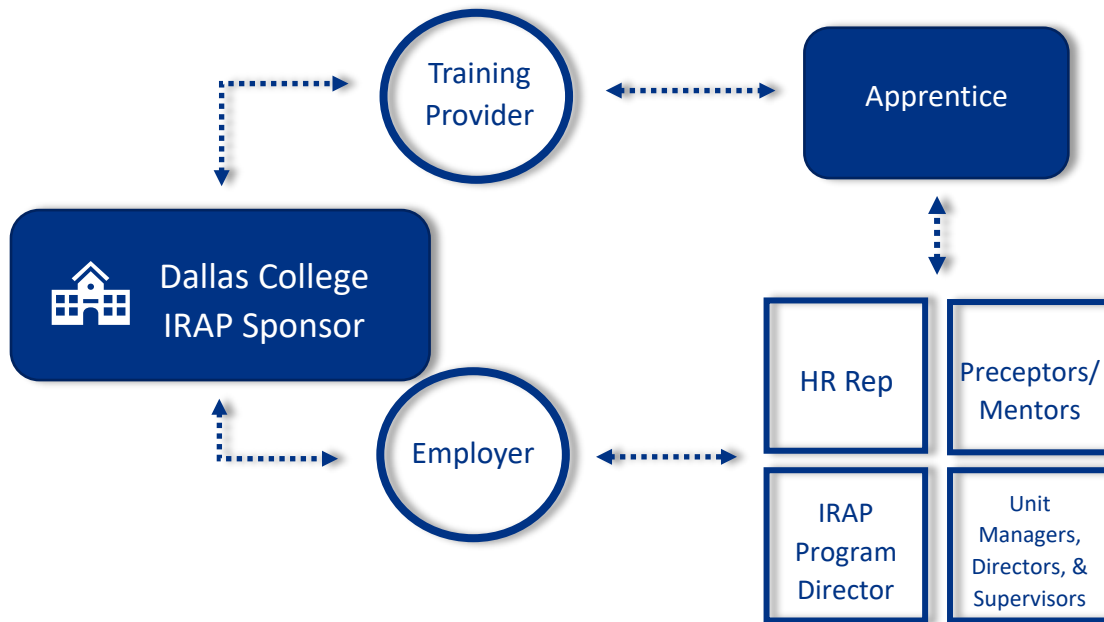 Training
Provider
Apprentice
Dallas College
IRAP Sponsor
Employer
HR Rep
Preceptors/
Mentors
IRAP
Program
Director
Unit
Managers,
Directors, &
Supervisors